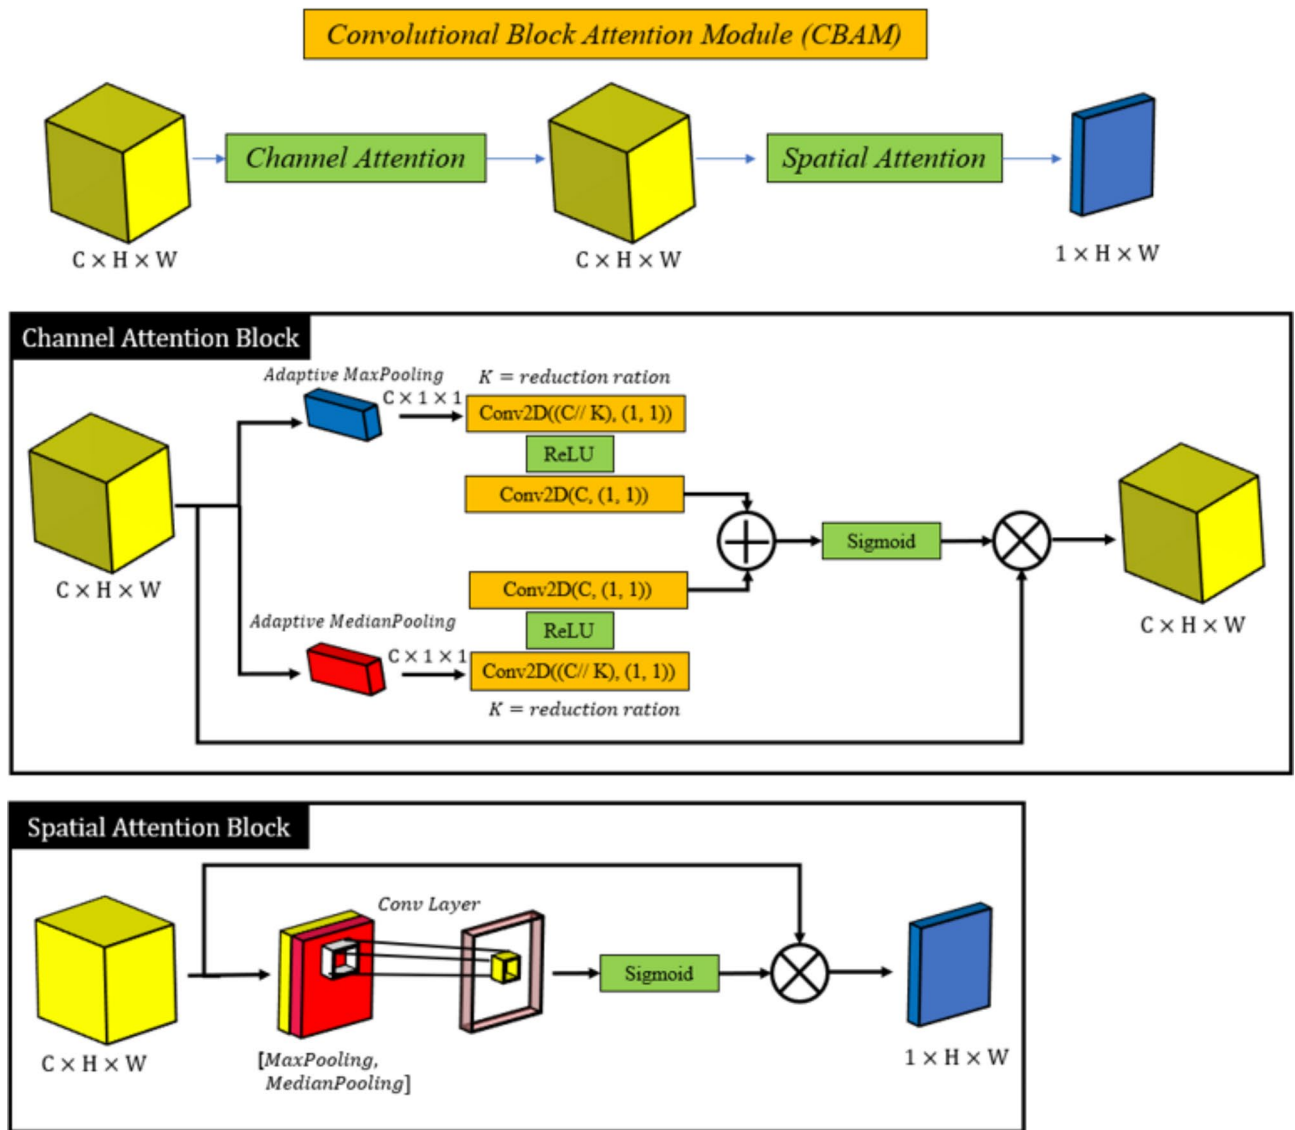 Convolutional Block Attention Module (CBAM)
Channel Attention
Spatial Attention
C × H × W
C × H × W
1 × H × W
Channel Attention Block
Adaptive MaxPooling
C × 1 × 1
K = reduction ration
Conv2D((C// K), (1, 1))
ReLU
Conv2D(C, (1, 1))
Sigmoid
C × H × W
Conv2D(C, (1, 1))
Adaptive MedianPooling
ReLU
C × H × W
C × 1 × 1
Conv2D((C// K), (1, 1))
K = reduction ration
Spatial Attention Block
Conv Layer
Sigmoid
C × H × W
[MaxPooling,
MedianPooling]
1 × H × W